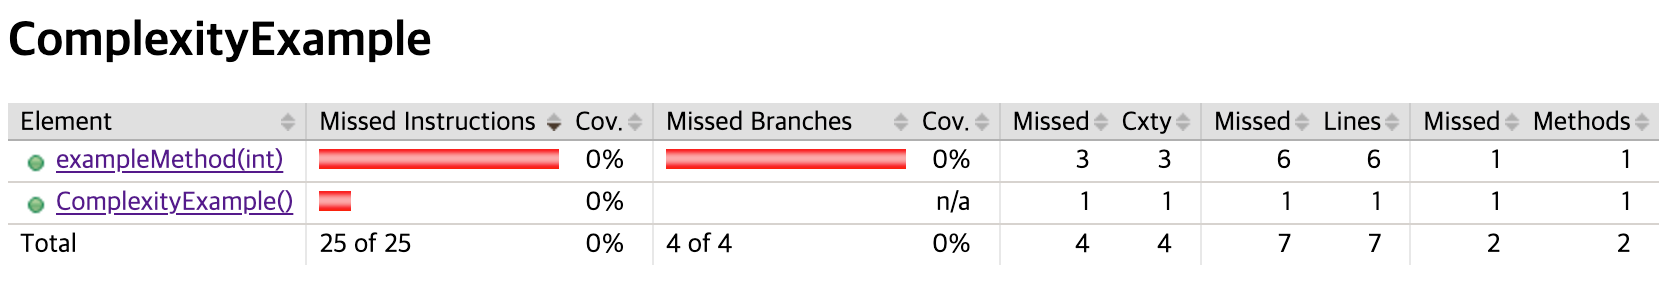 ComplexityExample
Element Missed Instructions Cov. Missed Branches Cov. Missed Cxty Missed Lines Missed Methods
exampleMethod(int) 0% 0% 3 3 6 6 1 1
ComplexityExample() 0% n/a 1 1 1 1 1 1
Total 25 of 25 0% 4 of 4 0% 4 4 7 7 2 2